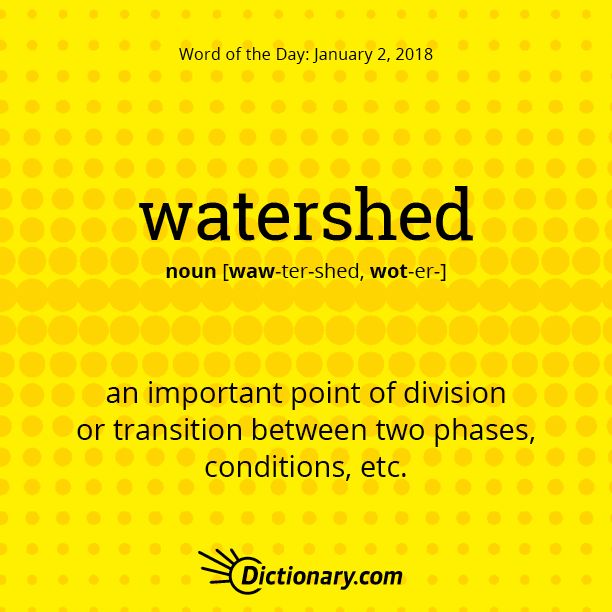 Word of the Day: January 2, 2018
watershed
noun [waw-ter-shed, wot-er-]
an important point of division
or transition between two phases,
conditions, etc.
Dictionary.com